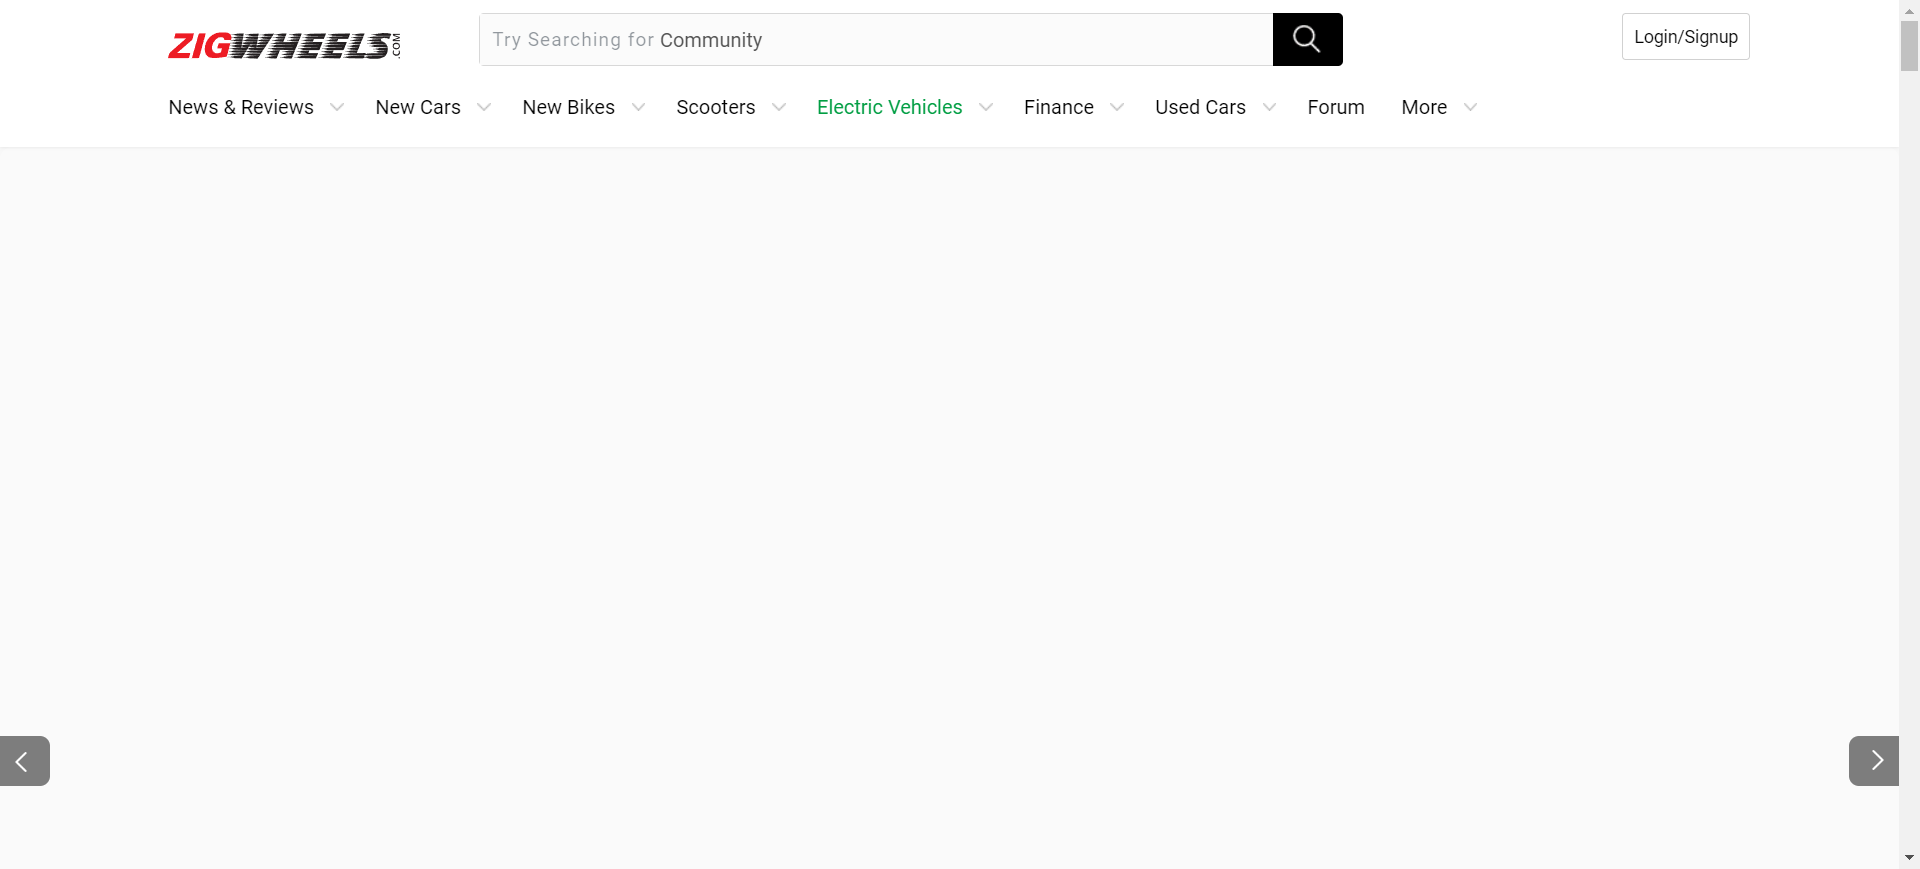 ZIGWHEELS.COM
Try Searching for Community
Login/Signup
News & Reviews New Cars New Bikes Scooters Electric Vehicles Finance Used Cars Forum More